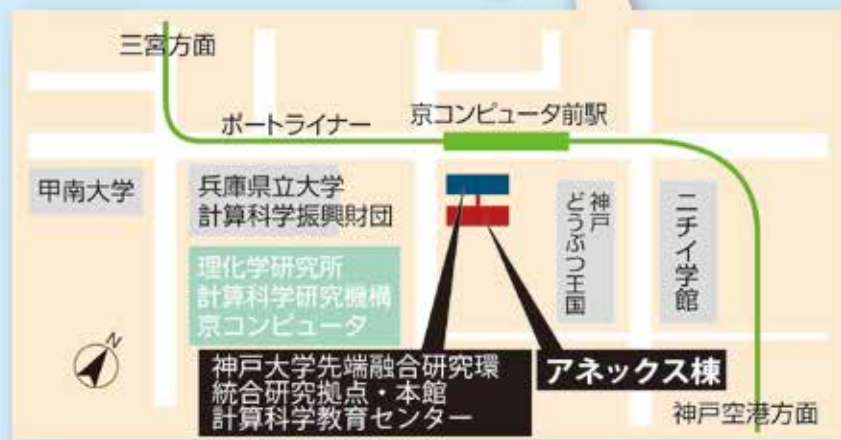 三宮方面
ポートライナー
京コンピュータ前駅
甲南大学
兵庫県立大学
計算科学振興財団
神戸
どうぶつ王国
ニチイ学館
理化学研究所
計算科学研究機構
京コンピュータ
N
神戸大学先端融合研究環
統合研究拠点・本館
計算科学教育センター
アネックス棟
神戸空港方面